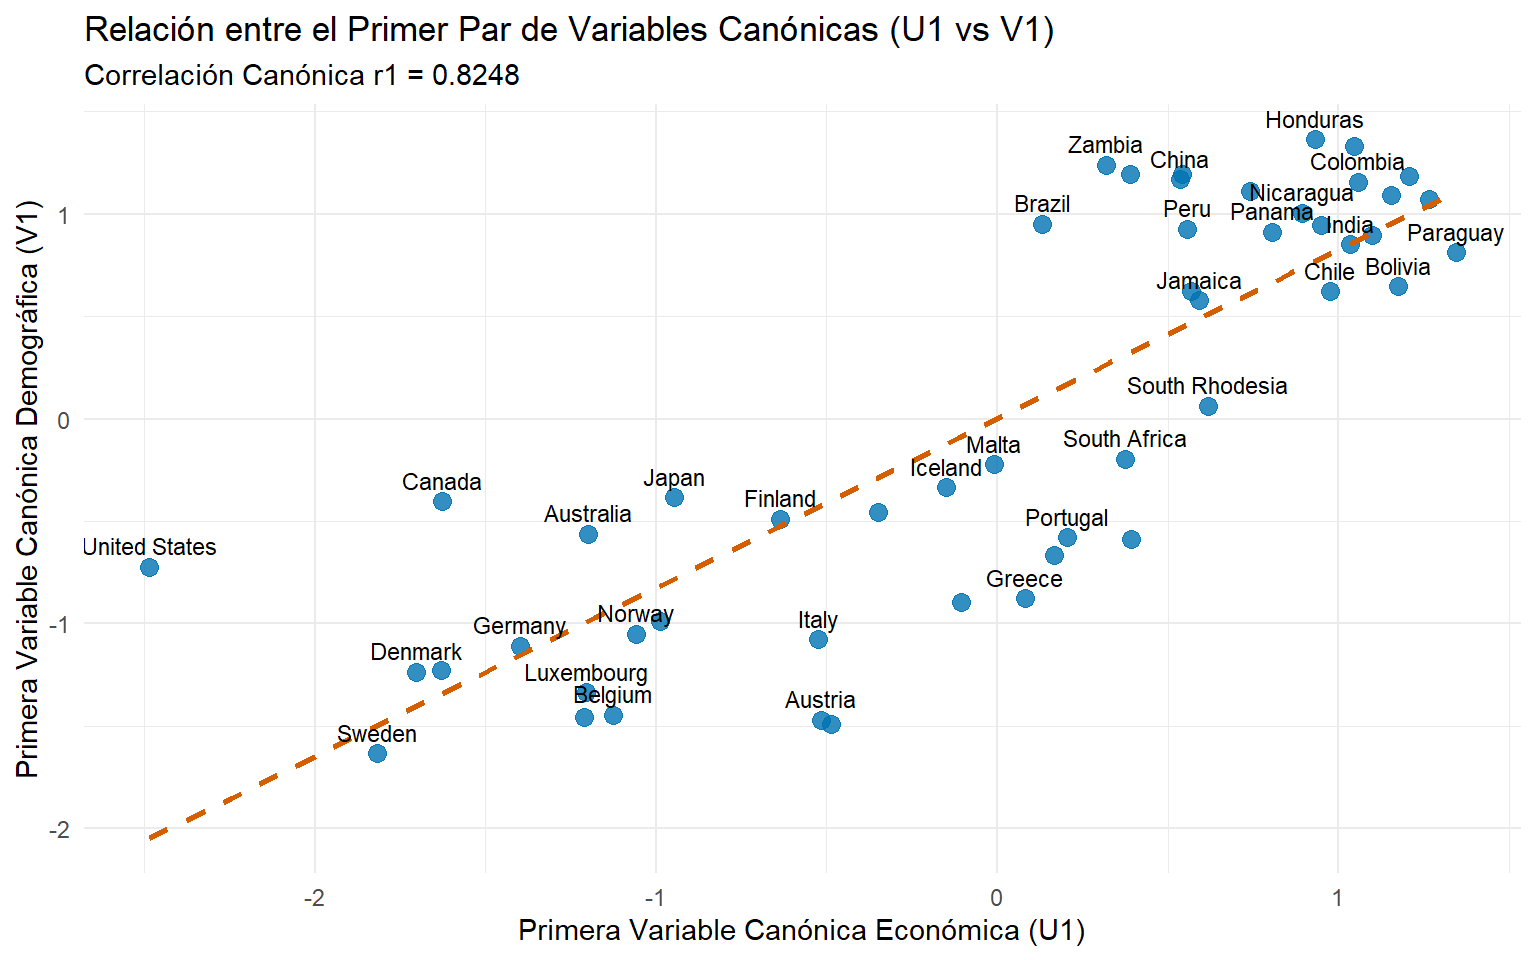 Relación entre el Primer Par de Variables Canónicas (U1 vs V1)
Correlación Canónica r1 = 0.8248
Primera Variable Canónica Demográfica (V1)
1
0
-1
-2
Honduras
Zambia
China
Colombia
Brazil
Nicaragua
Peru
Panama
India
Paraguay
Jamaica
Chile
Bolivia
South Rhodesia
South Africa
Malta
Iceland
Canada
Japan
Finland
Australia
Portugal
United States
Greece
Germany
Norway
Italy
Denmark
Luxembourg
Belgium
Austria
Sweden
-2
-1
0
1
Primera Variable Canónica Económica (U1)